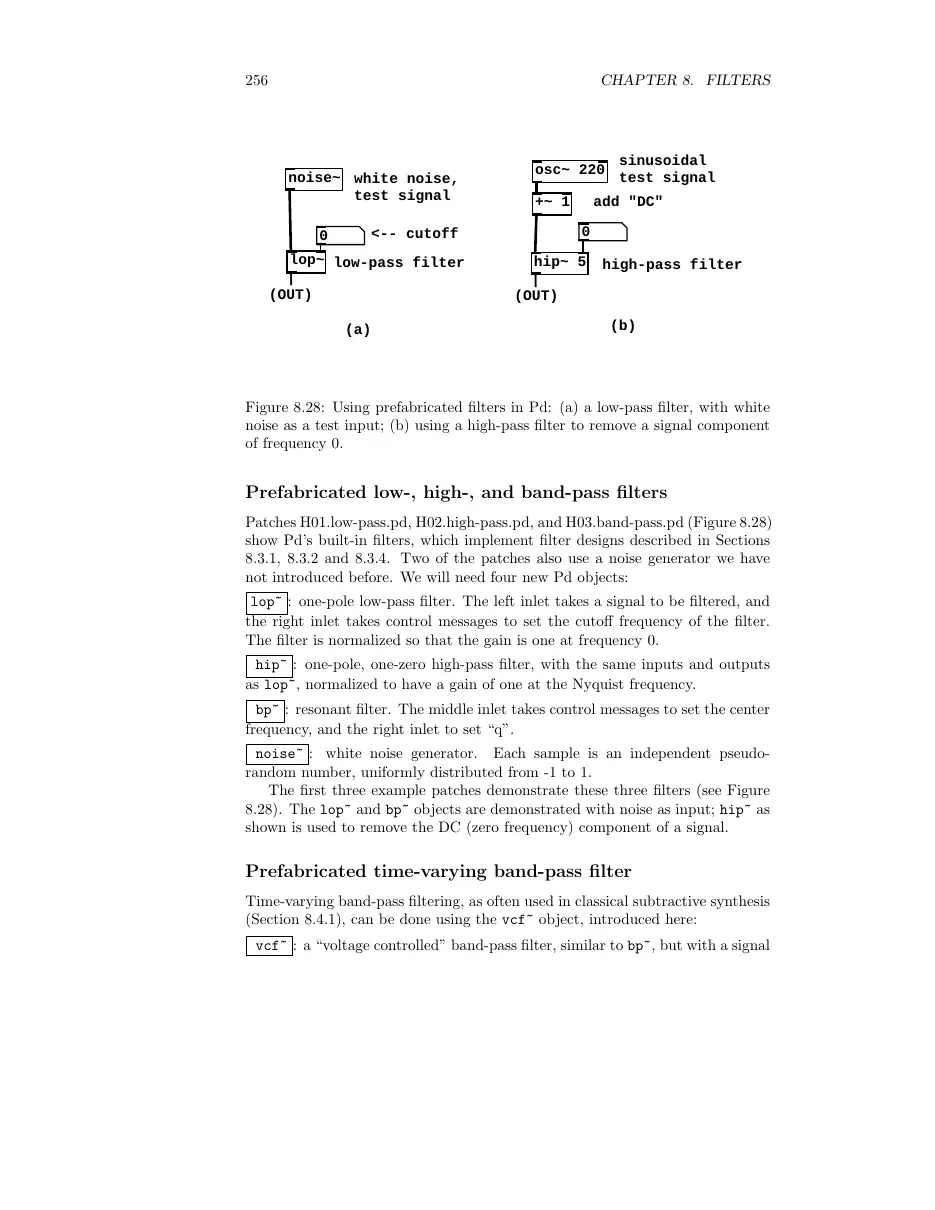 256
CHAPTER 8. FILTERS
noise~
white noise,
test signal
0
<-- cutoff
lop~
low-pass filter
(OUT)
(a)
osc~ 220
sinusoidal
test signal
+~ 1
add "DC"
0
hip~ 5
high-pass filter
(OUT)
(b)
Figure 8.28: Using prefabricated filters in Pd: (a) a low-pass filter, with white
noise as a test input; (b) using a high-pass filter to remove a signal component
of frequency 0.
Prefabricated low-, high-, and band-pass filters
Patches H01.low-pass.pd, H02.high-pass.pd, and H03.band-pass.pd (Figure 8.28)
show Pd's built-in filters, which implement filter designs described in Sections
8.3.1, 8.3.2 and 8.3.4. Two of the patches also use a noise generator we have
not introduced before. We will need four new Pd objects:
lop~ : one-pole low-pass filter. The left inlet takes a signal to be filtered, and
the right inlet takes control messages to set the cutoff frequency of the filter.
The filter is normalized so that the gain is one at frequency 0.
hip~ : one-pole, one-zero high-pass filter, with the same inputs and outputs
as lop~, normalized to have a gain of one at the Nyquist frequency.
bp~ : resonant filter. The middle inlet takes control messages to set the center
frequency, and the right inlet to set “q”.
noise~ : white noise generator. Each sample is an independent pseudo-
random number, uniformly distributed from -1 to 1.
The first three example patches demonstrate these three filters (see Figure
8.28). The lop~ and bp~ objects are demonstrated with noise as input; hip~ as
shown is used to remove the DC (zero frequency) component of a signal.
Prefabricated time-varying band-pass filter
Time-varying band-pass filtering, as often used in classical subtractive synthesis
(Section 8.4.1), can be done using the vcf~ object, introduced here:
vcf~ : a “voltage controlled” band-pass filter, similar to bp~, but with a signal